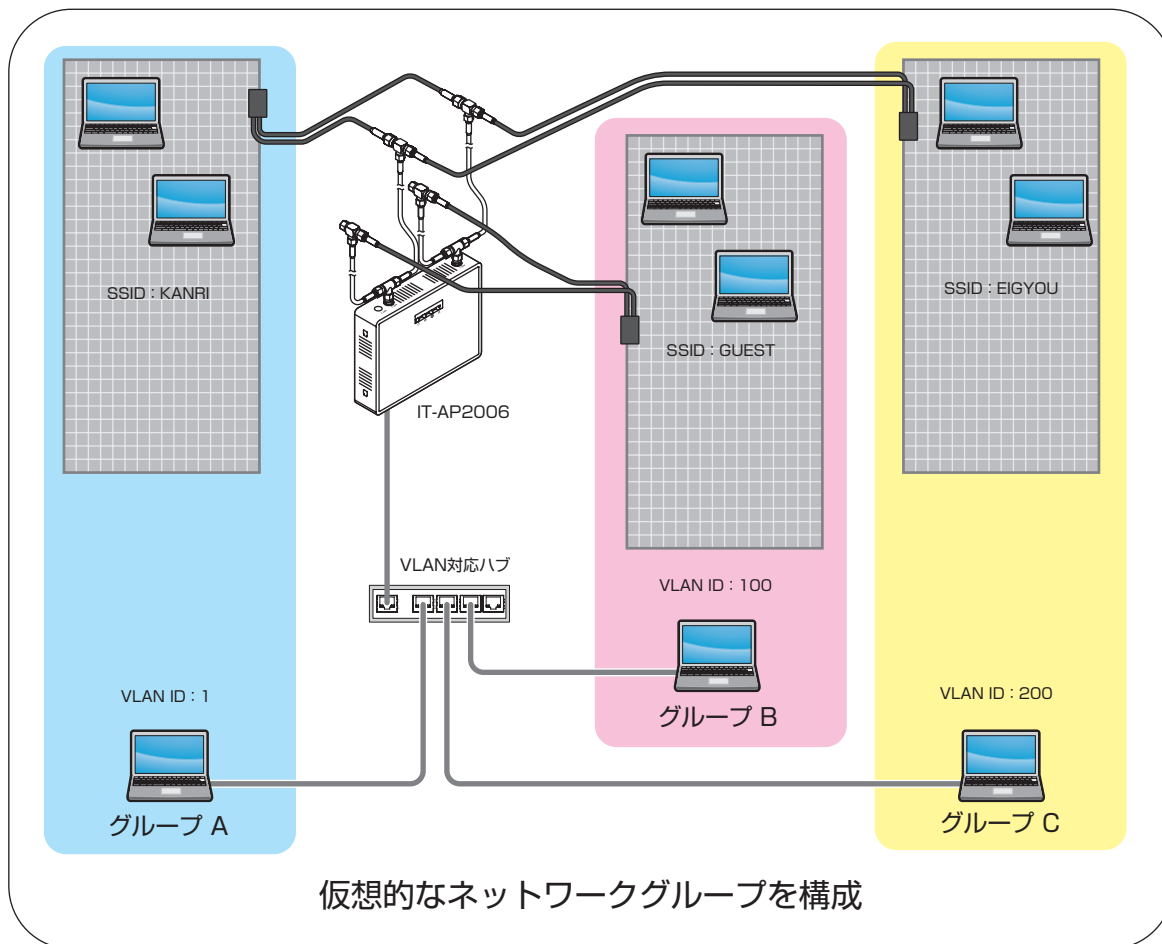 SSID：KANRI
SSID：EIGYOU
SSID：GUEST
IT-AP2006
VLAN対応ハブ
VLAN ID：100
VLAN ID：1
VLAN ID：200
グループ B
グループ A
グループ C
仮想的なネットワークグループを構成